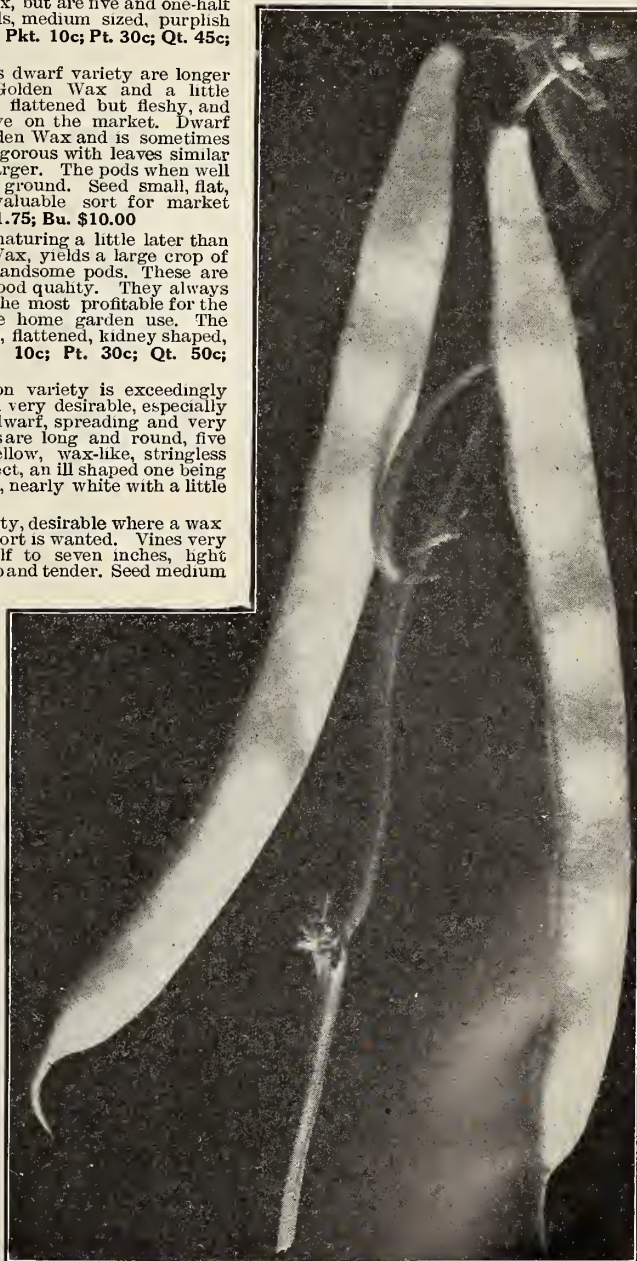 x, but are five and one-half
ls, medium sized, purplish
Pkt. 10c; Pt. 30c; Qt. 45c;
s dwarf variety are longer
Golden Wax and a little
flattened but fleshy, and
ve on the market. Dwarf
den Wax and is sometimes
gorous with leaves similar
rger. The pods when well
ground. Seed small, flat,
valuable sort for market
1.75; Bu. $10.00
maturing a little later than
Wax, yields a large crop of
andsome pods. These are
ood quality. They always
he most profitable for the
e home garden use. The
, flattened, kidney shaped,
10c; Pt. 30c; Qt. 50c;
on variety is exceedingly
very desirable, especially
dwarf, spreading and very
s are long and round, five
ellow, wax-like, stringless
ect, an ill shaped one being
, nearly white with a little
ty, desirable where a wax
ort is wanted. Vines very
lf to seven inches, light
p and tender. Seed medium